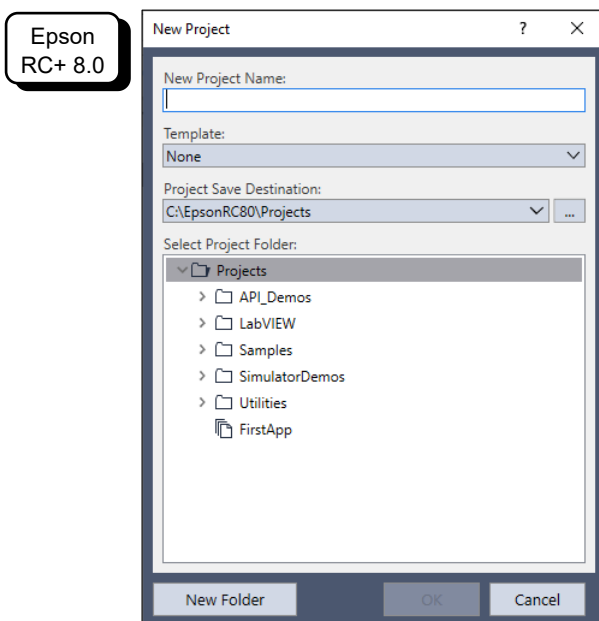 Epson
RC+ 8.0
New Project
?
New Project Name:
Template:
None
Project Save Destination:
C:\EpsonRC80\Projects
...
Select Project Folder:
Projects
API_Demos
LabVIEW
Samples
SimulatorDemos
Utilities
FirstApp
New Folder
OK
Cancel